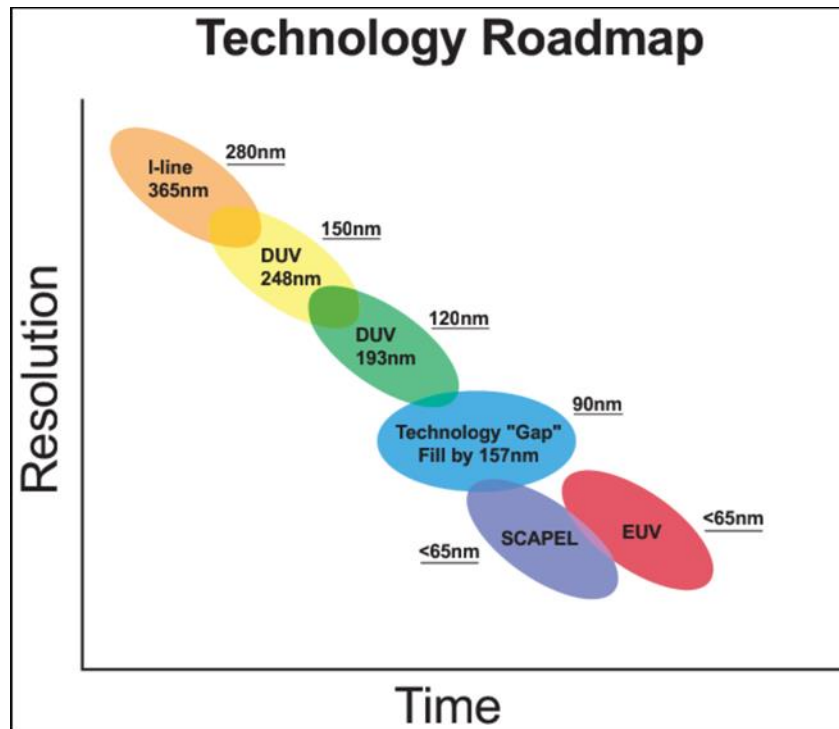 Technology Roadmap
I-line
365nm
280nm
DUV
248nm
150nm
DUV
193nm
120nm
Technology "Gap"
Fill by 157nm
90nm
SCAPEL
<65nm
EUV
<65nm
Resolution
Time